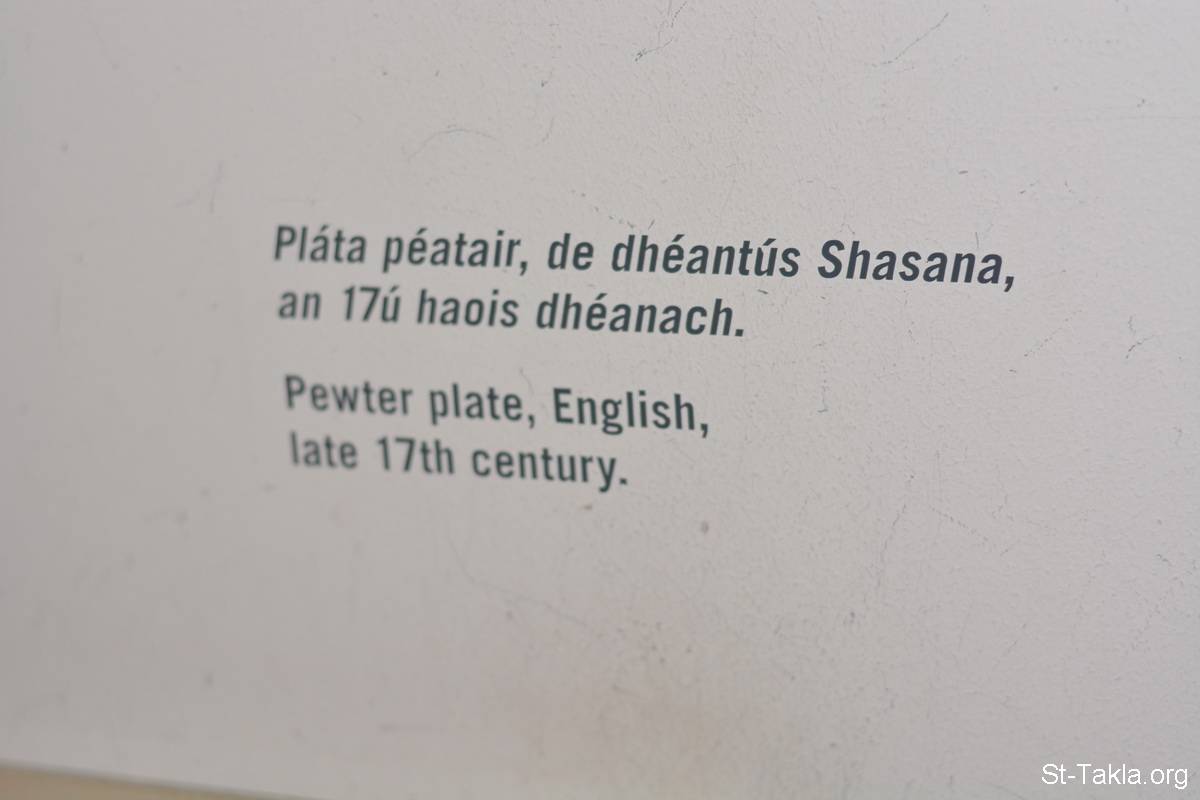 Pláta péatair, de dhéantús Shasana,
an 17ú haois dhéanach.
Pewter plate, English,
late 17th century.
St-Takla.org